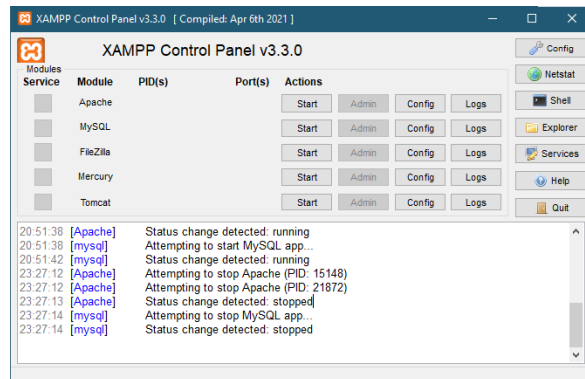 XAMPP Control Panel v3.3.0 [ Compiled: Apr 6th 2021 ]
XAMPP Control Panel v3.3.0
Config
Modules
Service Module PID(s) Port(s) Actions
Netstat
Apache Start Admin Config Logs
Shell
MySQL Start Admin Config Logs
Explorer
FileZilla Start Admin Config Logs
Services
Mercury Start Admin Config Logs
Help
Tomcat Start Admin Config Logs
Quit
20:51:38 [Apache] Status change detected: running
20:51:38 [mysql] Attempting to start MySQL app...
20:51:42 [mysql] Status change detected: running
23:27:12 [Apache] Attempting to stop Apache (PID: 15148)
23:27:12 [Apache] Attempting to stop Apache (PID: 21872)
23:27:13 [Apache] Status change detected: stopped
23:27:14 [mysql] Attempting to stop MySQL app...
23:27:14 [mysql] Status change detected: stopped